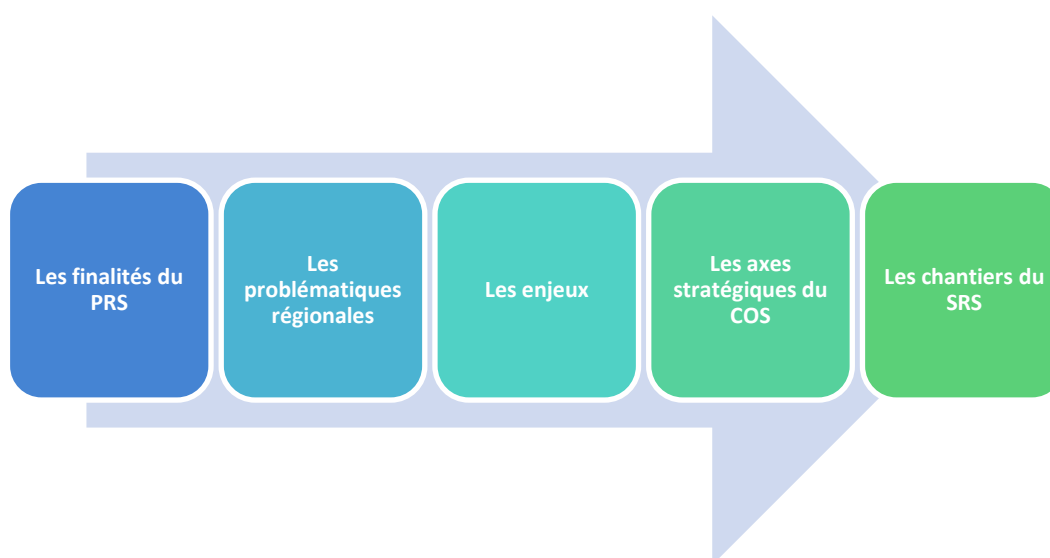 Les finalités du
PRS
Les
problématiques
régionales
Les enjeux
Les axes
stratégiques du
COS
Les chantiers du
SRS